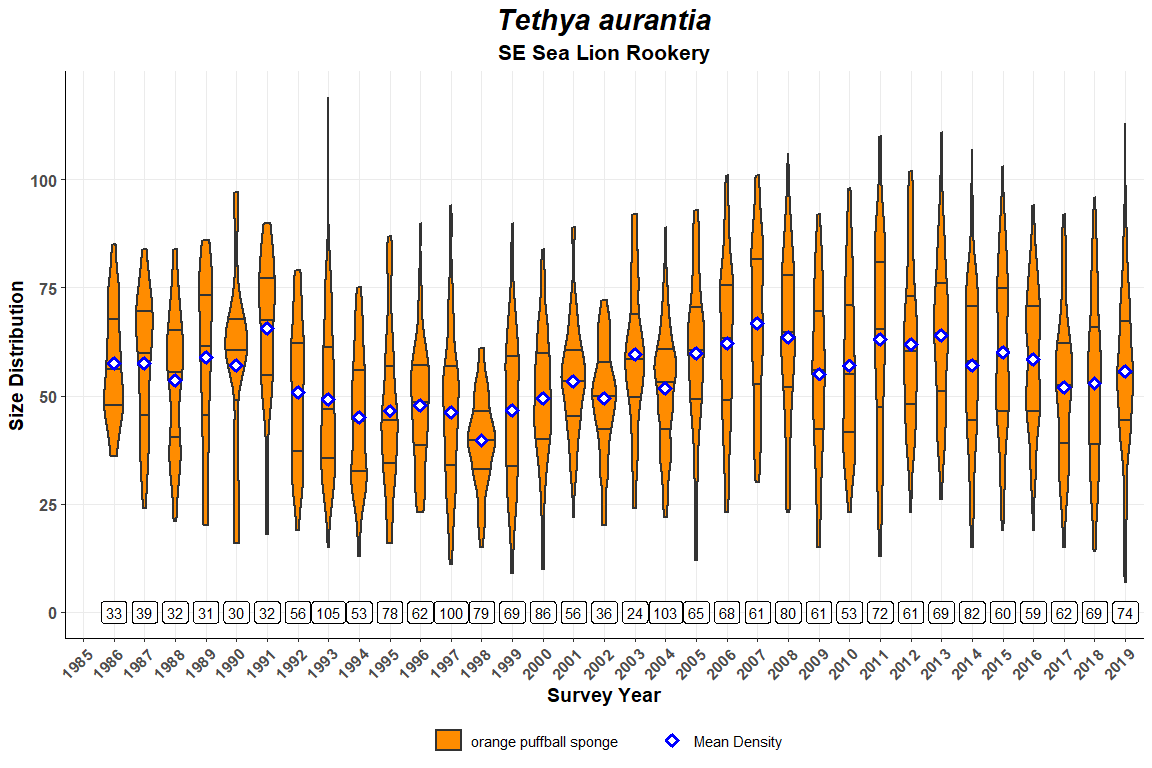 Tethya aurantia
SE Sea Lion Rookery
Size Distribution
100
75
50
25
0
33 39 32 31 30 32 56 105 53 78 62 100 79 69 86 56 36 24 103 65 68 61 80 61 53 72 61 69 82 60 59 62 69 74
1985 1986 1987 1988 1989 1990 1991 1992 1993 1994 1995 1996 1997 1998 1999 2000 2001 2002 2003 2004 2005 2006 2007 2008 2009 2010 2011 2012 2013 2014 2015 2016 2017 2018 2019
Survey Year
orange puffball sponge Mean Density